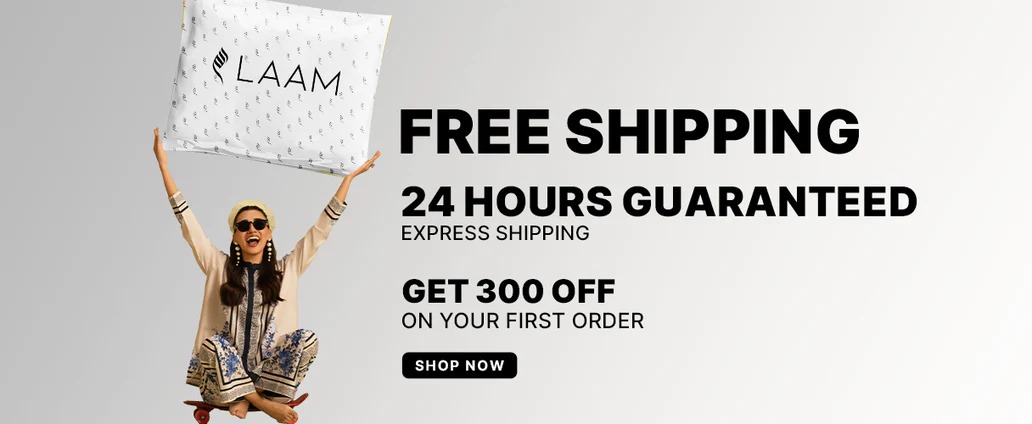 LAAM
FREE SHIPPING
24 HOURS GUARANTEED
EXPRESS SHIPPING
GET 300 OFF
ON YOUR FIRST ORDER
SHOP NOW